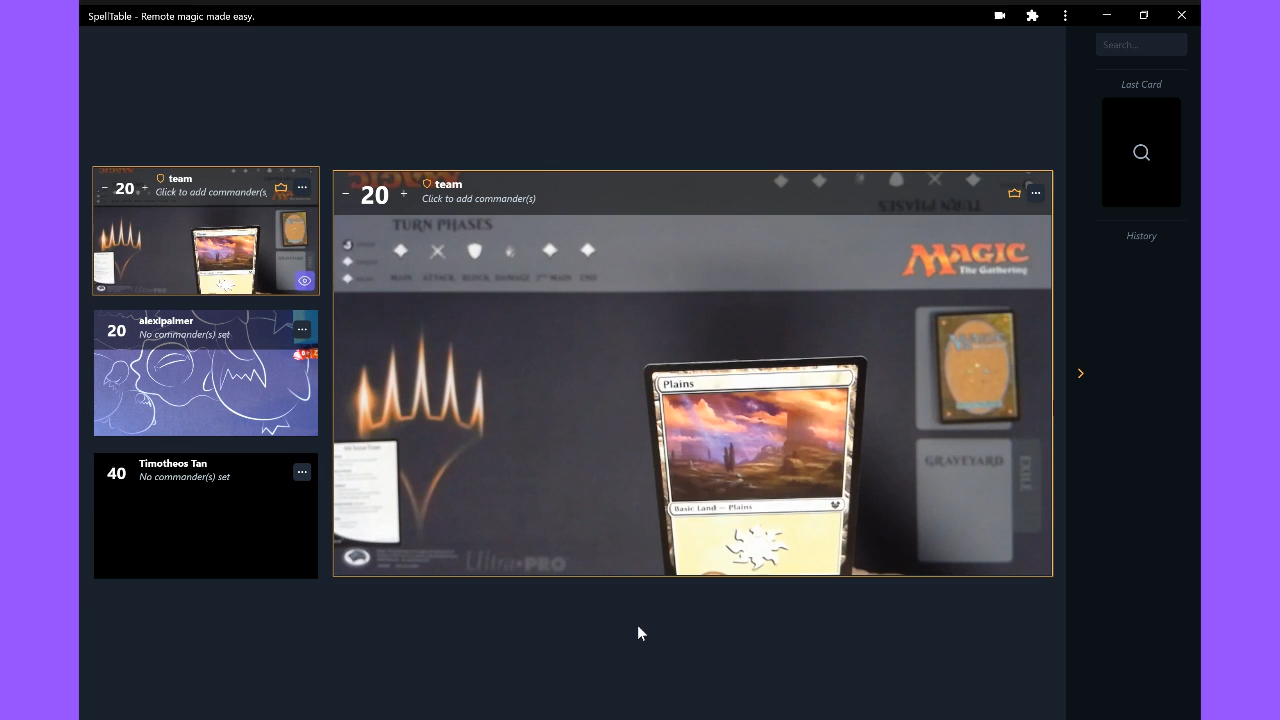 SpellTable - Remote magic made easy.
Search...
Last Card
History
20
team
Click to add commander(s,
20
alexlpalmer
No commander(s) set
40
Timotheos Tan
No commander(s) set
20
team
Click to add commander(s)
TURN PHASES
TURN PHASES
MAIN ATTACK BLOCK DAMAGE 2ND MAIN END
MAGIC
The Gathering
Plains
Basic Land — Plains
GRAVEYARD
EXILE
Ultra•PRO